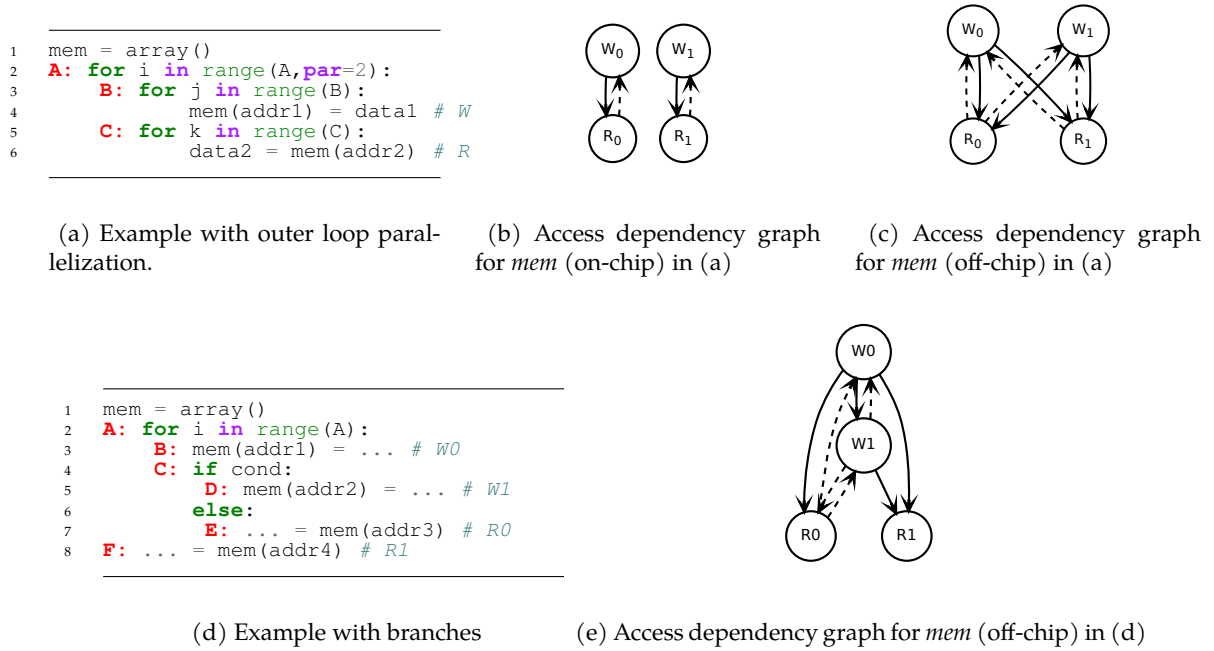 1 mem = array()
2 A: for i in range(A,par=2):
3 B: for j in range(B):
4 mem(addr1) = data1 # W
5 C: for k in range(C):
6 data2 = mem(addr2) # R
(a) Example with outer loop paral-
lelization.
W0 W1
R0 R1
(b) Access dependency graph
for mem (on-chip) in (a)
W0 W1
R0 R1
(c) Access dependency graph
for mem (off-chip) in (a)
1 mem = array()
2 A: for i in range(A):
3 B: mem(addr1) = ... # W0
4 C: if cond:
5 D: mem(addr2) = ... # W1
6 else:
7 E: ... = mem(addr3) # R0
8 F: ... = mem(addr4) # R1
(d) Example with branches
W0
W1
R0 R1
(e) Access dependency graph for mem (off-chip) in (d)